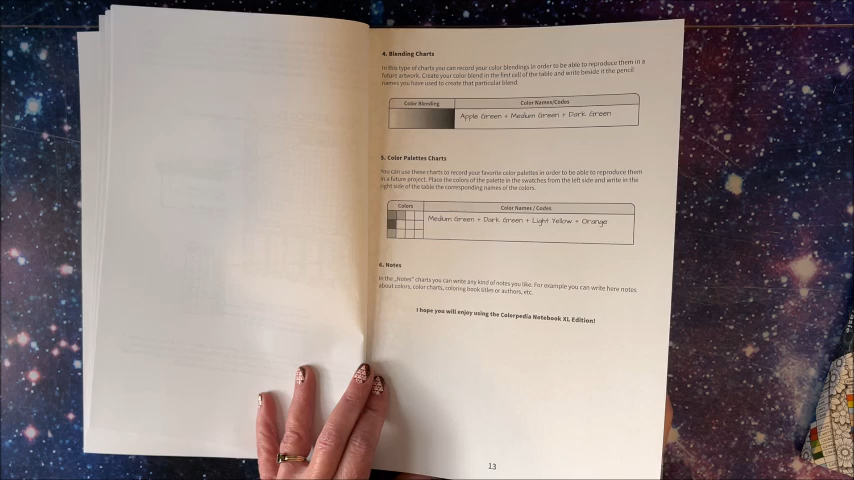 4. Blending Charts
In this type of charts you can record your color blendings in order to be able to reproduce them in a
future artwork. Create your color blend in the first cell of the table and write beside it the pencil
names you have used to create that particular blend.
Color Blending
Color Names/Codes
Apple Green + Medium Green + Dark Green
5. Color Palettes Charts
You can use these charts to record your favorite color palettes in order to be able to reproduce them
in a future project. Place the colors of the palette in the swatches from the left side and write in the
right side of the table the corresponding names of the colors.
Colors
Color Names / Codes
Medium Green + Dark Green + Light Yellow + Orange
6. Notes
In the „Notes" charts you can write any kind of notes you like. For example you can write here notes
about colors, color charts, coloring book titles or authors, etc.
I hope you will enjoy using the Colorpedia Notebook XL Edition!
13